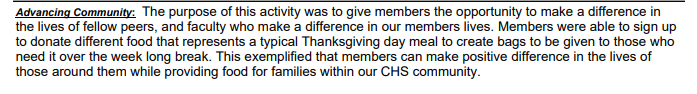 Advancing Community: The purpose of this activity was to give members the opportunity to make a difference in
the lives of fellow peers, and faculty who make a difference in our members lives. Members were able to sign up
to donate different food that represents a typical Thanksgiving day meal to create bags to be given to those who
need it over the week long break. This exemplified that members can make positive difference in the lives of
those around them while providing food for families within our CHS community.